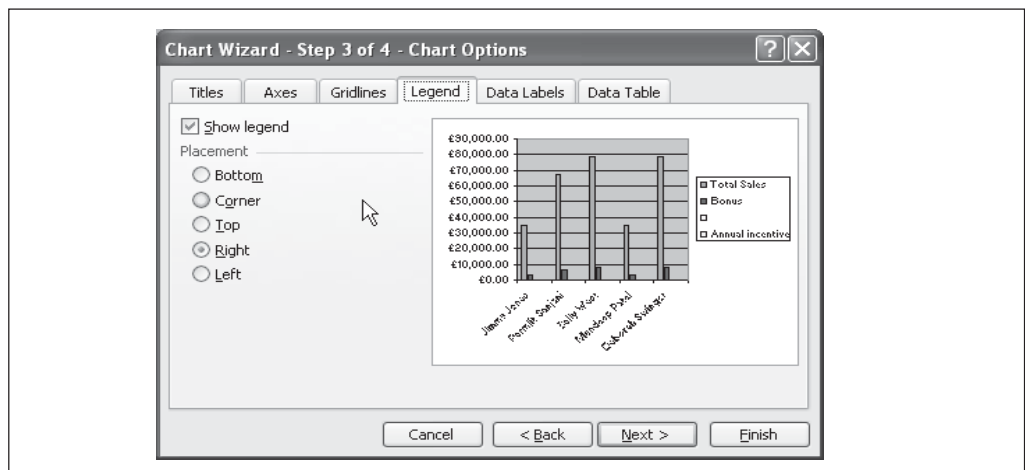 Chart Wizard - Step 3 of 4 - Chart Options
Titles
Axes
Gridlines
Legend
Data Labels
Data Table
Show legend
Placement
Bottom
Corner
Top
Right
Left
£90,000.00
£80,000.00
£70,000.00
£60,000.00
£50,000.00
£40,000.00
£30,000.00
£20,000.00
£10,000.00
£0.00
Jimmy Jones
Sanjani
Mandeep Patel
Deborah Swinger
Total Sales
Bonus
Annual incentive
Cancel
< Back
Next >
Finish